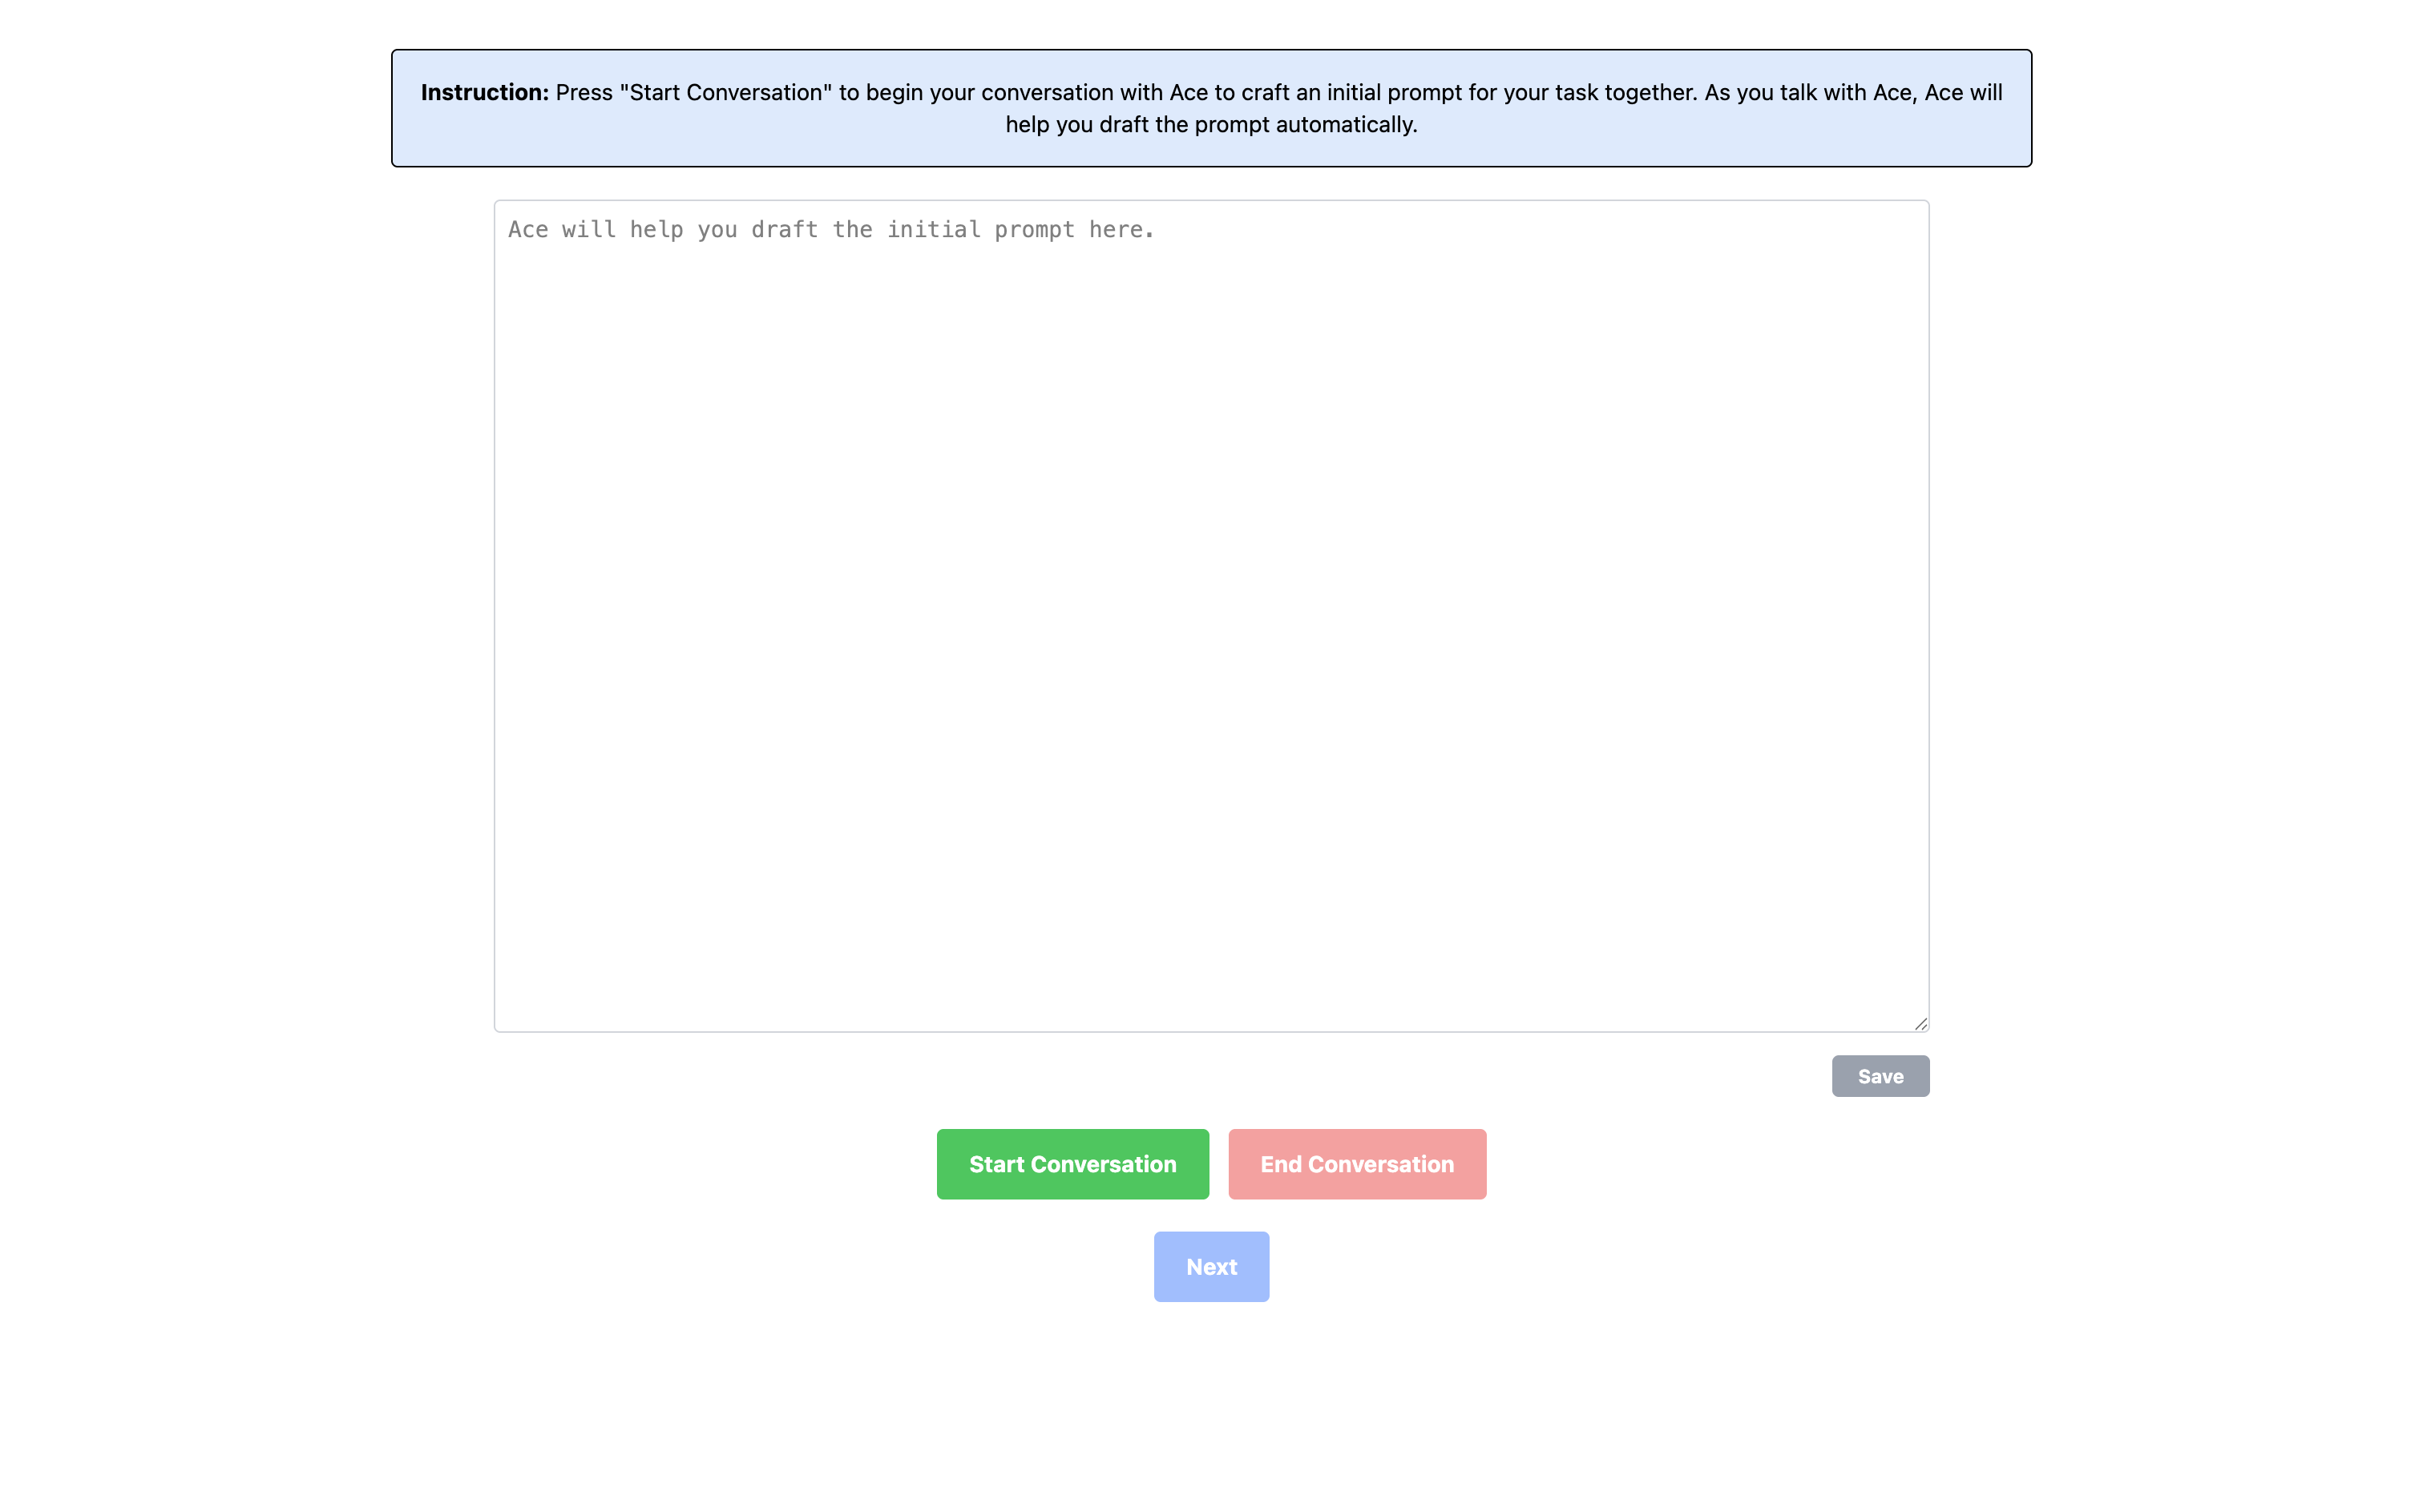 Instruction: Press "Start Conversation" to begin your conversation with Ace to craft an initial prompt for your task together. As you talk with Ace, Ace will
help you draft the prompt automatically.
Ace will help you draft the initial prompt here.
Save
Start Conversation
End Conversation
Next